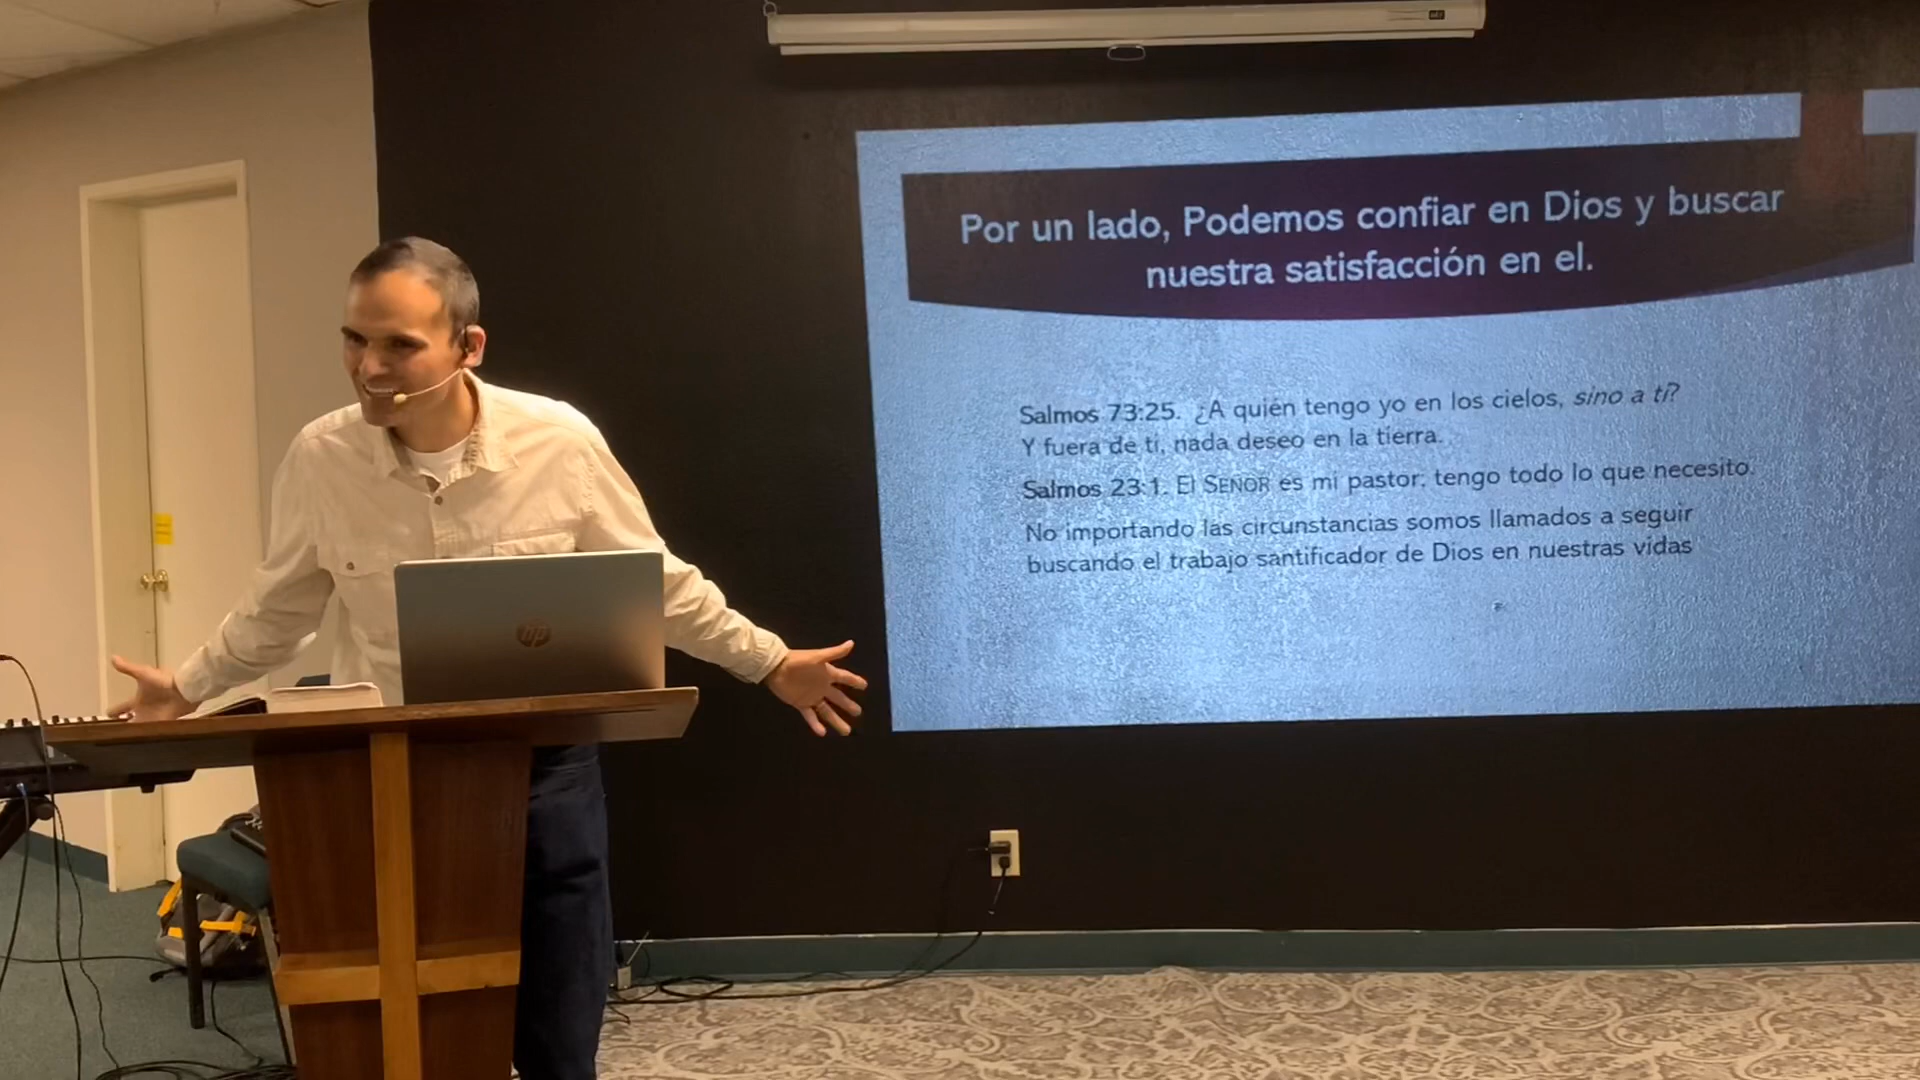 Por un lado, Podemos confiar en Dios y buscar
nuestra satisfacción en el.
Salmos 73:25. ¿A quién tengo yo en los cielos, sino a ti?
Y fuera de ti, nada deseo en la tierra.
Salmos 23:1. El SEÑOR es mi pastor; tengo todo lo que necesito.
No importando las circunstancias somos llamados a seguir
buscando el trabajo santificador de Dios en nuestras vidas
hp